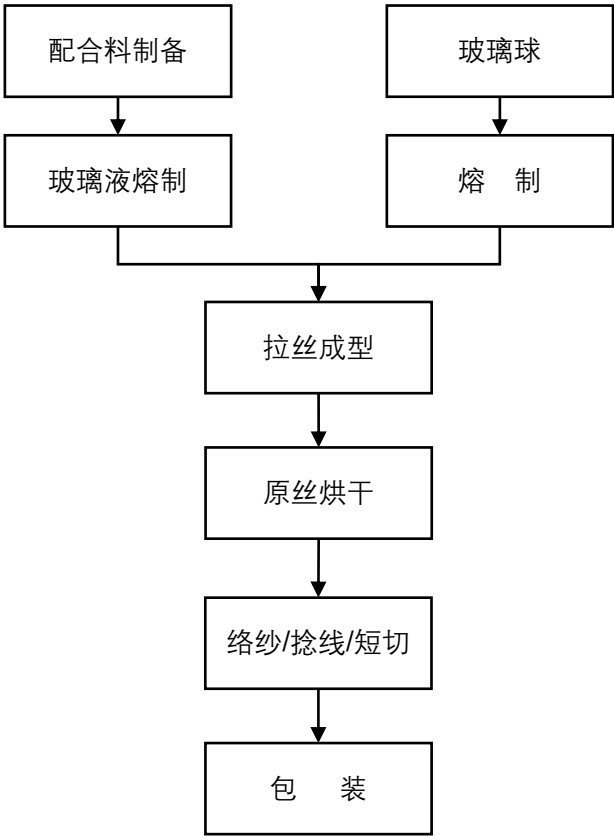 配合料制备
玻璃球
玻璃液熔制
熔 制
拉丝成型
原丝烘干
络纱/捻线/短切
包 装